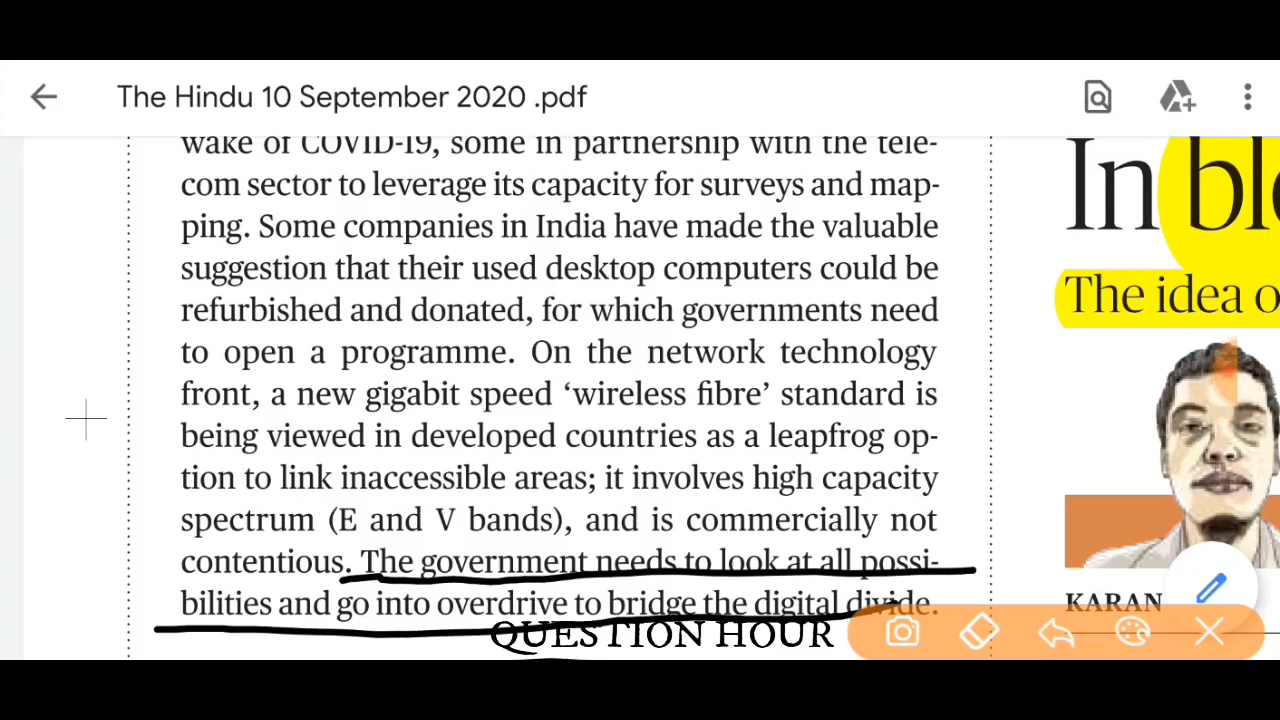 The Hindu 10 September 2020 .pdf
wake of COVID-19, some in partnership with the tele-
com sector to leverage its capacity for surveys and map-
ping. Some companies in India have made the valuable
suggestion that their used desktop computers could be
refurbished and donated, for which governments need
to open a programme. On the network technology
front, a new gigabit speed ‘wireless fibre’ standard is
being viewed in developed countries as a leapfrog op-
tion to link inaccessible areas; it involves high capacity
spectrum (E and V bands), and is commercially not
contentious. The government needs to look at all possi-
bilities and go into overdrive to bridge the digital divide.
QUESTION HOUR
In bl
The idea o
KARAN